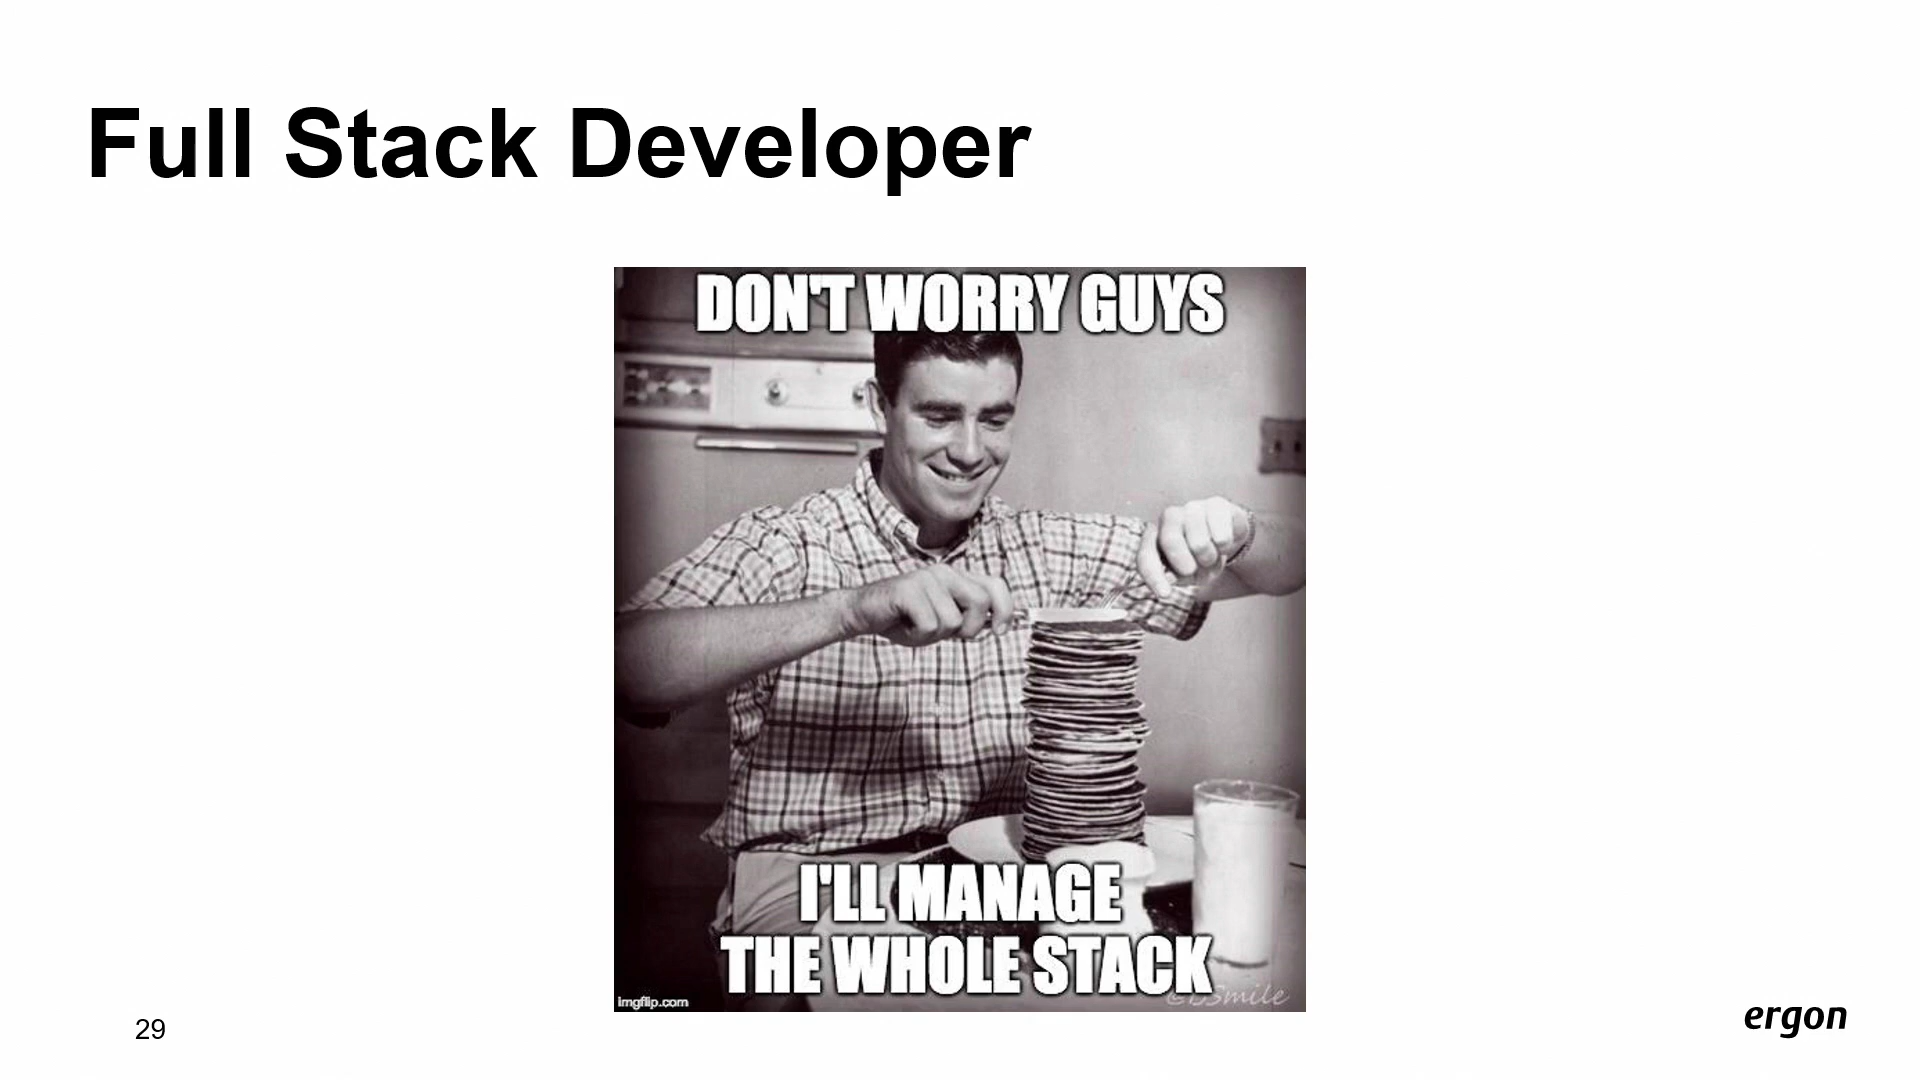 Full Stack Developer
DON'T WORRY GUYS
I'LL MANAGE
THE WHOLE STACK
imgflip.com
29
ergon